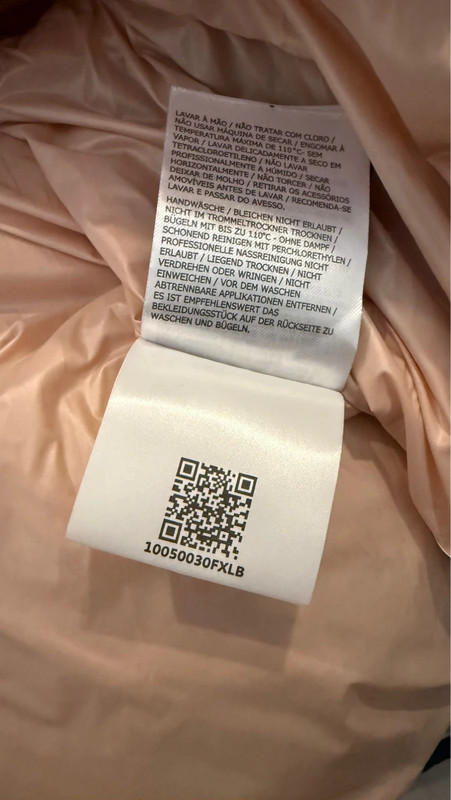 LAVAR À MÃO / NÃO TRATAR COM CLORO /
NÃO USAR MÁQUINA DE SECAR / ENGOMAR À
TEMPERATURA MÁXIMA DE 110°C- SEM
VAPOR / LAVAR DELICADAMENTE A SECO EM
TETRACLOROETILENO / NÃO LAVAR
PROFISSIONALMENTE A HÚMIDO / SECAR
HORIZONTALMENTE / NÃO TORCER / NÃO
DEIXAR DE MOLHO / RETIRAR OS ACESSÓRIOS
AMOVÍVEIS ANTES DE LAVAR / RECOMENDA-SE
LAVAR E PASSAR DO AVESSO.
HANDWÄSCHE / BLEICHEN NICHT ERLAUBT /
NICHT IM TROMMELTROCKNER TROCKNEN /
BÜGELN MIT BIS ZU 110°C - OHNE DAMPF /
SCHONEND REINIGEN MIT PERCHLORETHYLEN /
PROFESSIONELLE NASSREINIGUNG NICHT
ERLAUBT / LIEGEND TROCKNEN / NICHT
VERDREHEN ODER WRINGEN / NICHT
EINWEICHEN / VOR DEM WASCHEN
ABTRENNBARE APPLIKATIONEN ENTFERNEN /
ES IST EMPFEHLENSWERT DAS
BEKLEIDUNGSSTÜCK AUF DER RÜCKSEITE ZU
WASCHEN UND BÜGELN.
10050030FXLB